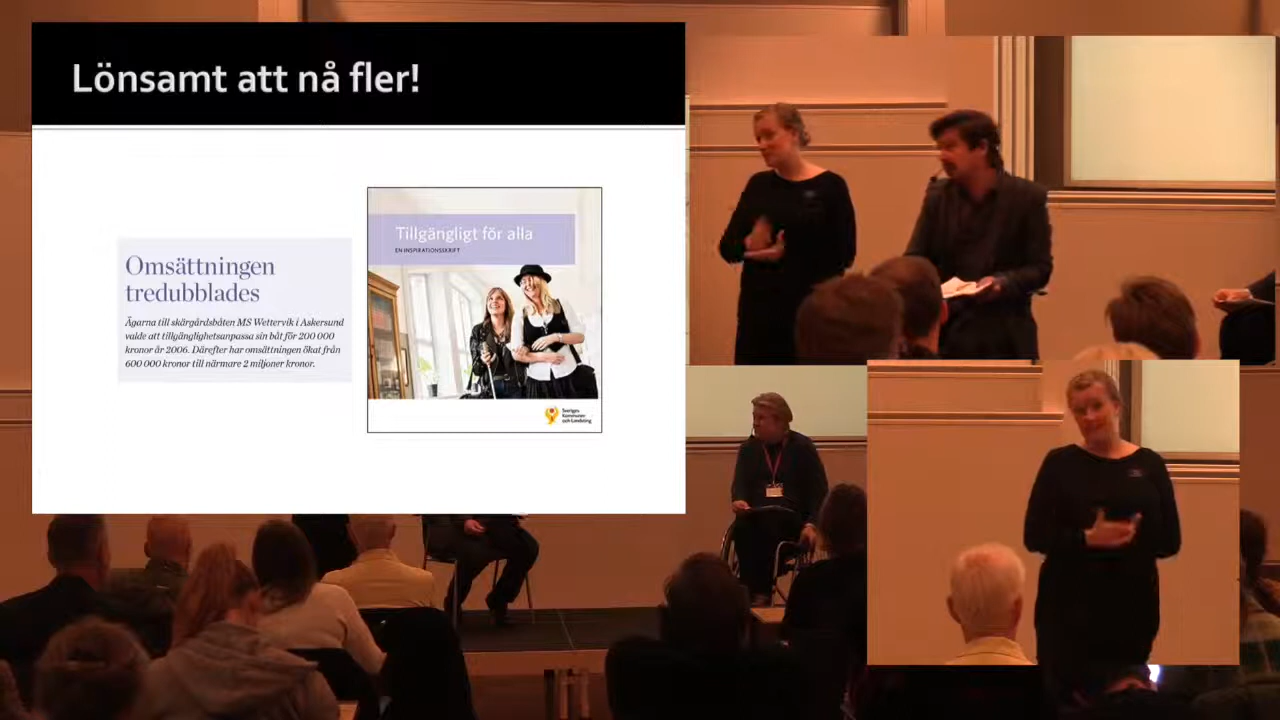 Lönsamt att nå fler!
Tillgängligt för alla
EN INSPIRATIONSSKRIFT
Omsättningen
tredubblades
Ägarna till skärgårdsbåten MS Wettervik i Askersund
valde att tillgänglighetsanpassa sin båt för 200 000
kronor år 2006. Därefter har omsättningen ökat från
600 000 kronor till närmare 2 miljoner kronor.
Sveriges
Kommuner
och Landsting